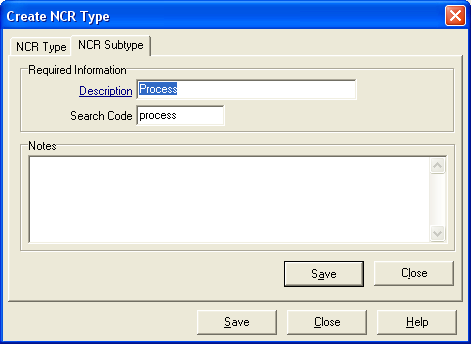 Create NCR Type
NCR Type NCR Subtype
Required Information
Description Process
Search Code process
Notes
Save Close
Save Close Help